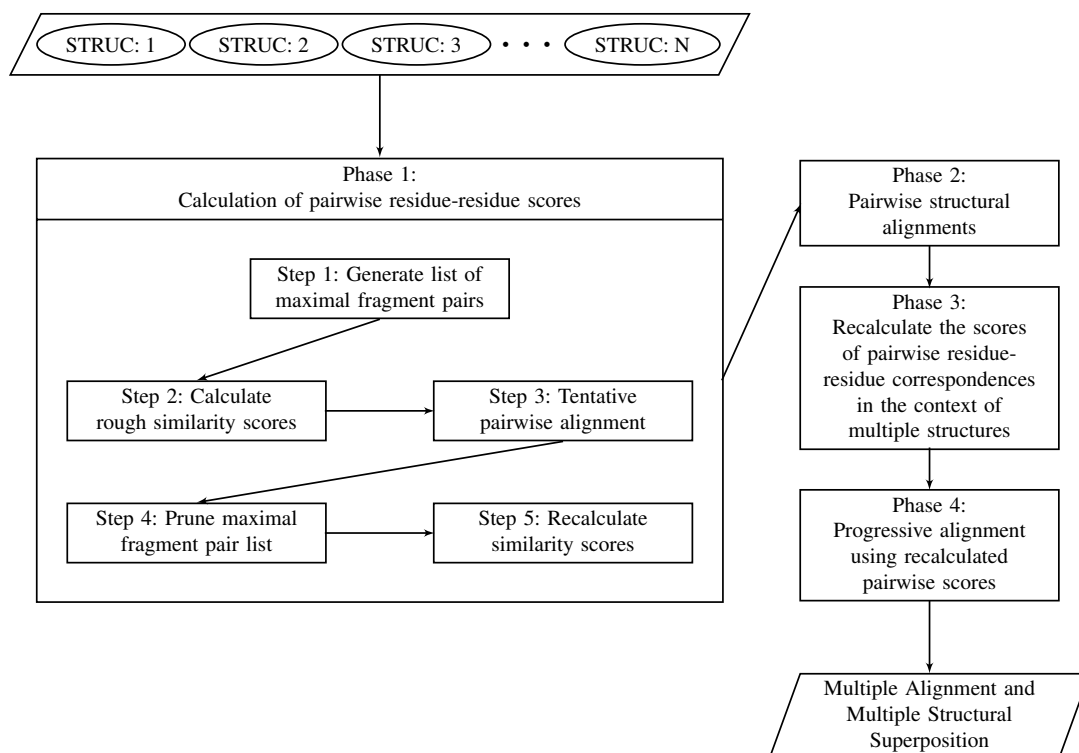 STRUC: 1 STRUC: 2 STRUC: 3 • • • STRUC: N
Phase 1:
Calculation of pairwise residue-residue scores
Step 1: Generate list of
maximal fragment pairs
Step 2: Calculate
rough similarity scores
Step 3: Tentative
pairwise alignment
Step 4: Prune maximal
fragment pair list
Step 5: Recalculate
similarity scores
Phase 2:
Pairwise structural
alignments
Phase 3:
Recalculate the scores
of pairwise residue-
residue correspondences
in the context of
multiple structures
Phase 4:
Progressive alignment
using recalculated
pairwise scores
Multiple Alignment and
Multiple Structural
Superposition